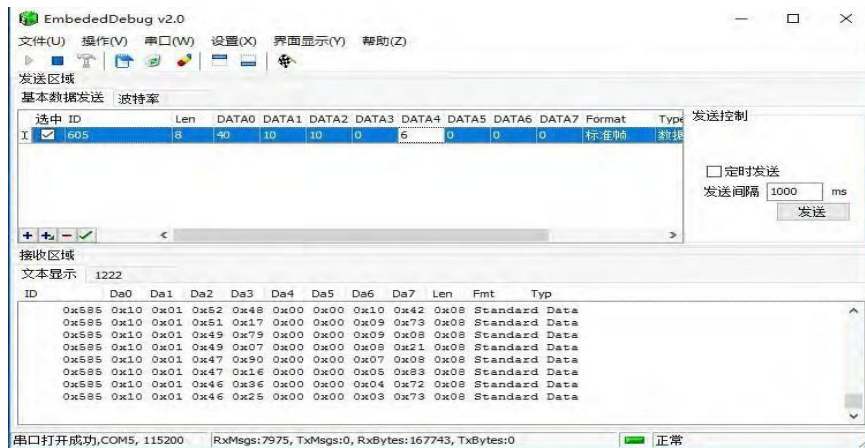 EmbededDebug v2.0
文件(U) 操作(V) 串口(W) 设置(X) 界面显示(Y) 帮助(Z)
发送区域
基本数据发送 波特率
选中 ID Len DATA0 DATA1 DATA2 DATA3 DATA4 DATA5 DATA6 DATA7 Format Type
605 8 40 10 10 0 6 0 0 0 标准帧 数据
发送控制
定时发送
发送间隔 1000 ms
发送
接收区域
文本显示 1222
ID Da0 Da1 Da2 Da3 Da4 Da5 Da6 Da7 Len Fmt Typ
0x585 0x10 0x01 0x52 0x48 0x00 0x00 0x10 0x42 0x08 Standard Data
0x585 0x10 0x01 0x51 0x17 0x00 0x00 0x09 0x73 0x08 Standard Data
0x585 0x10 0x01 0x49 0x79 0x00 0x00 0x09 0x08 0x08 Standard Data
0x585 0x10 0x01 0x49 0x07 0x00 0x00 0x08 0x21 0x08 Standard Data
0x585 0x10 0x01 0x47 0x90 0x00 0x00 0x07 0x08 0x08 Standard Data
0x585 0x10 0x01 0x47 0x16 0x00 0x00 0x05 0x83 0x08 Standard Data
0x585 0x10 0x01 0x46 0x36 0x00 0x00 0x04 0x72 0x08 Standard Data
0x585 0x10 0x01 0x46 0x25 0x00 0x00 0x03 0x73 0x08 Standard Data
串口打开成功,COM5, 115200 RxMsgs:7975, TxMsgs:0, RxBytes:167743, TxBytes:0 正常